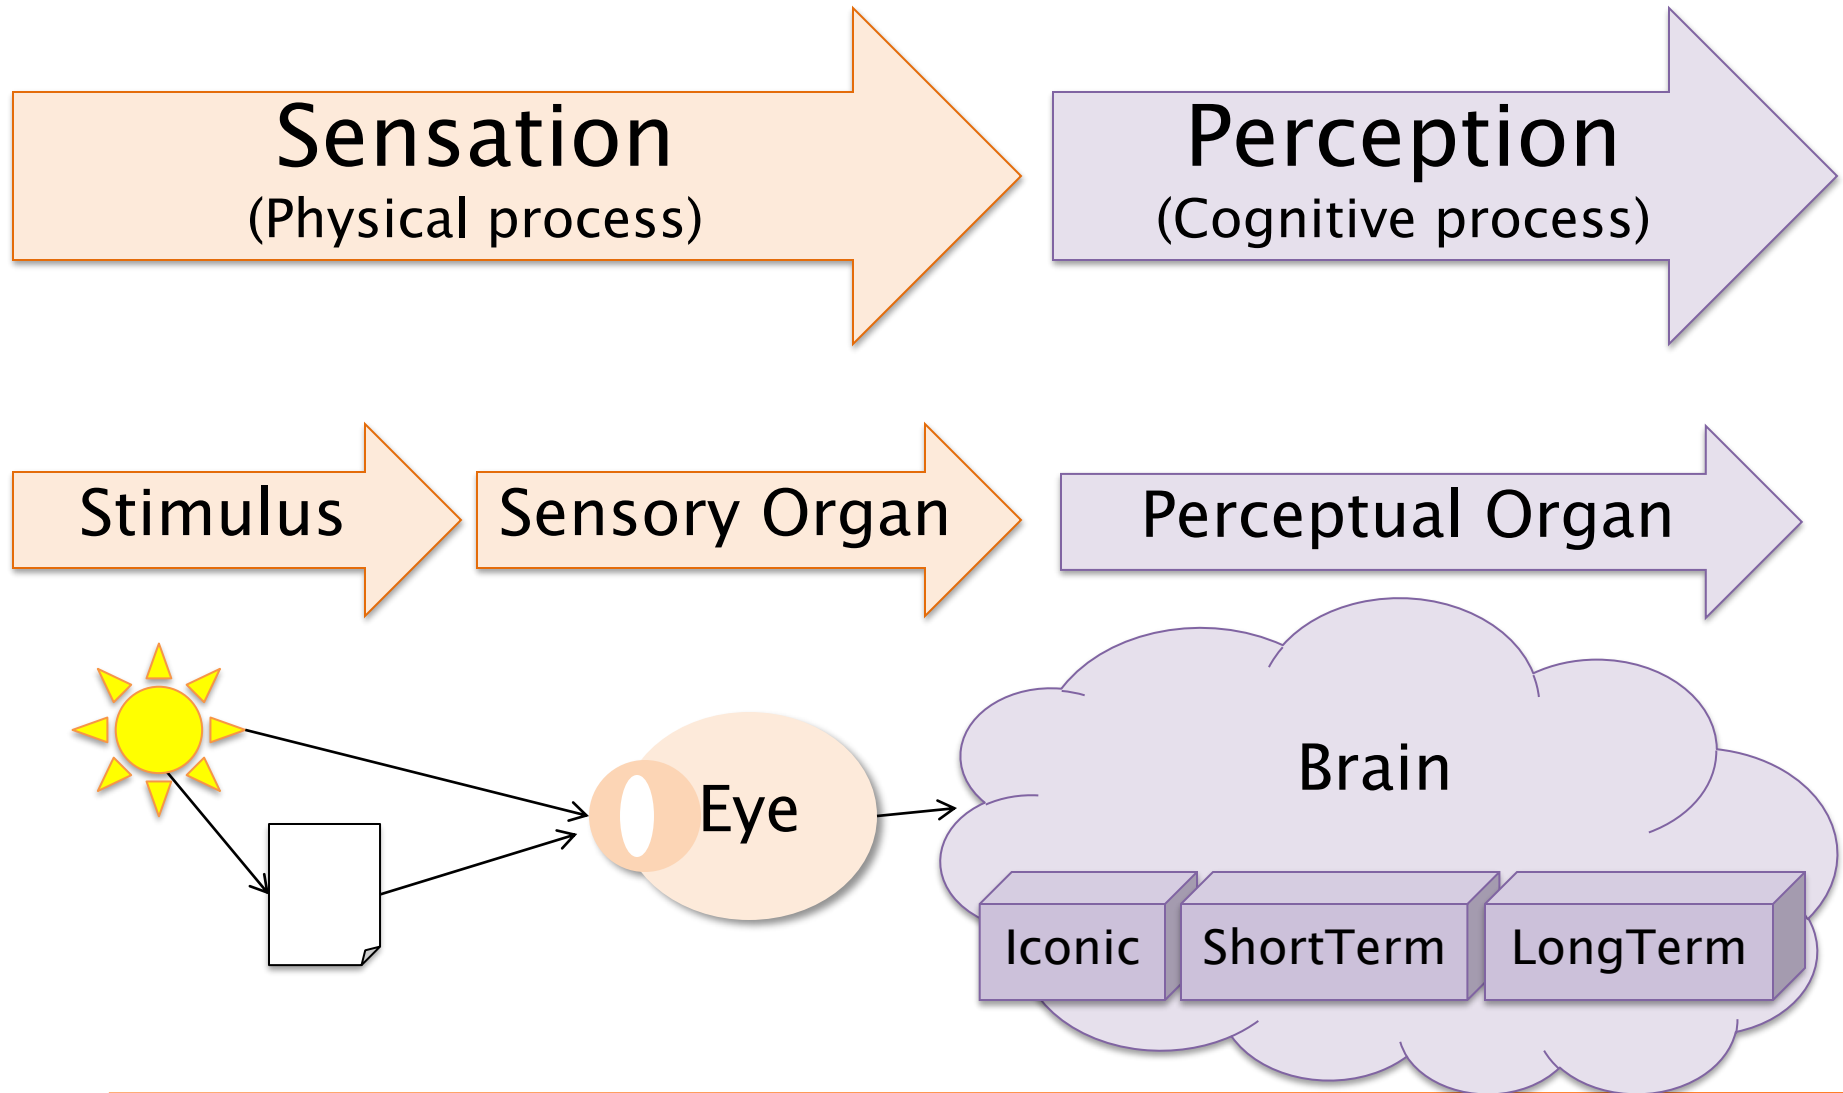 Sensation
(Physical process)
Perception
(Cognitive process)
Stimulus
Sensory Organ
Perceptual Organ
Eye
Brain
Iconic
ShortTerm
LongTerm